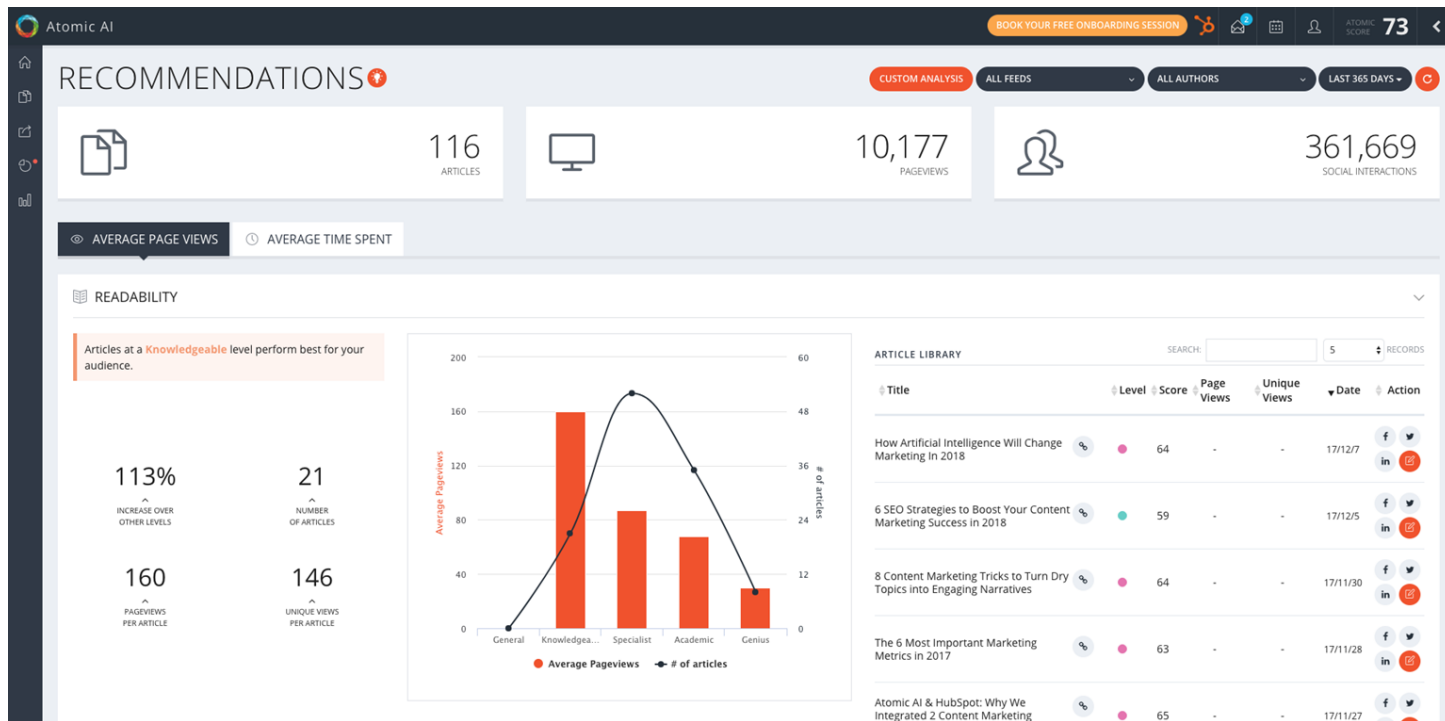 Atomic AI
BOOK YOUR FREE ONBOARDING SESSION
2
ATOMIC
SCORE
73
RECOMMENDATIONS
CUSTOM ANALYSIS
ALL FEEDS
ALL AUTHORS
LAST 365 DAYS
116
ARTICLES
10,177
PAGEVIEWS
361,669
SOCIAL INTERACTIONS
AVERAGE PAGE VIEWS
AVERAGE TIME SPENT
READABILITY
Articles at a Knowledgeable level perform best for your
audience.
113%
INCREASE OVER
OTHER LEVELS
21
NUMBER
OF ARTICLES
160
PAGEVIEWS
PER ARTICLE
146
UNIQUE VIEWS
PER ARTICLE
Average Pageviews
200
160
120
80
40
0
60
48
36
24
12
0
# of articles
General
Knowledgea...
Specialist
Academic
Genius
Average Pageviews
# of articles
ARTICLE LIBRARY
SEARCH:
5
RECORDS
Title
Level
Score
Page
Views
Unique
Views
Date
Action
How Artificial Intelligence Will Change
Marketing In 2018
64
-
-
17/12/7
f
in
6 SEO Strategies to Boost Your Content
Marketing Success in 2018
59
-
-
17/12/5
f
in
8 Content Marketing Tricks to Turn Dry
Topics into Engaging Narratives
64
-
-
17/11/30
f
in
The 6 Most Important Marketing
Metrics in 2017
63
-
-
17/11/28
f
in
Atomic AI & HubSpot: Why We
Integrated 2 Content Marketing
65
-
-
17/11/27
f